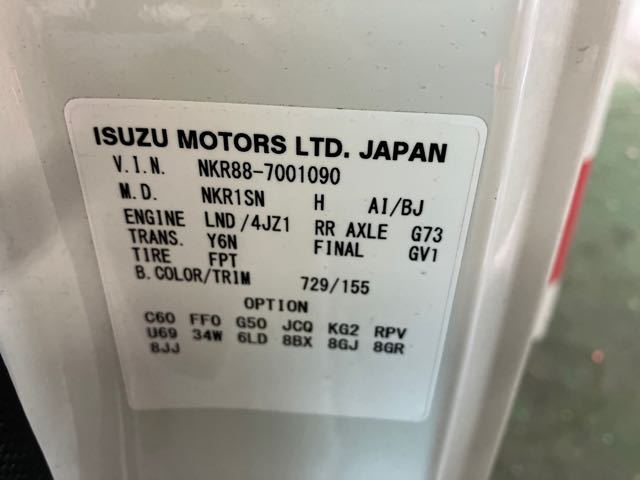 ISUZU MOTORS LTD. JAPAN
V.I.N. NKR88-7001090
M.D. NKR1SN H AI/BJ
ENGINE LND/4JZ1 RR AXLE G73
TRANS. Y6N FINAL GV1
TIRE FPT
B.COLOR/TRIM 729/155
OPTION
C60 FF0 G50 JCQ KG2 RPV
U69 34W 6LD 8BX 8GJ 8GR
8JJ